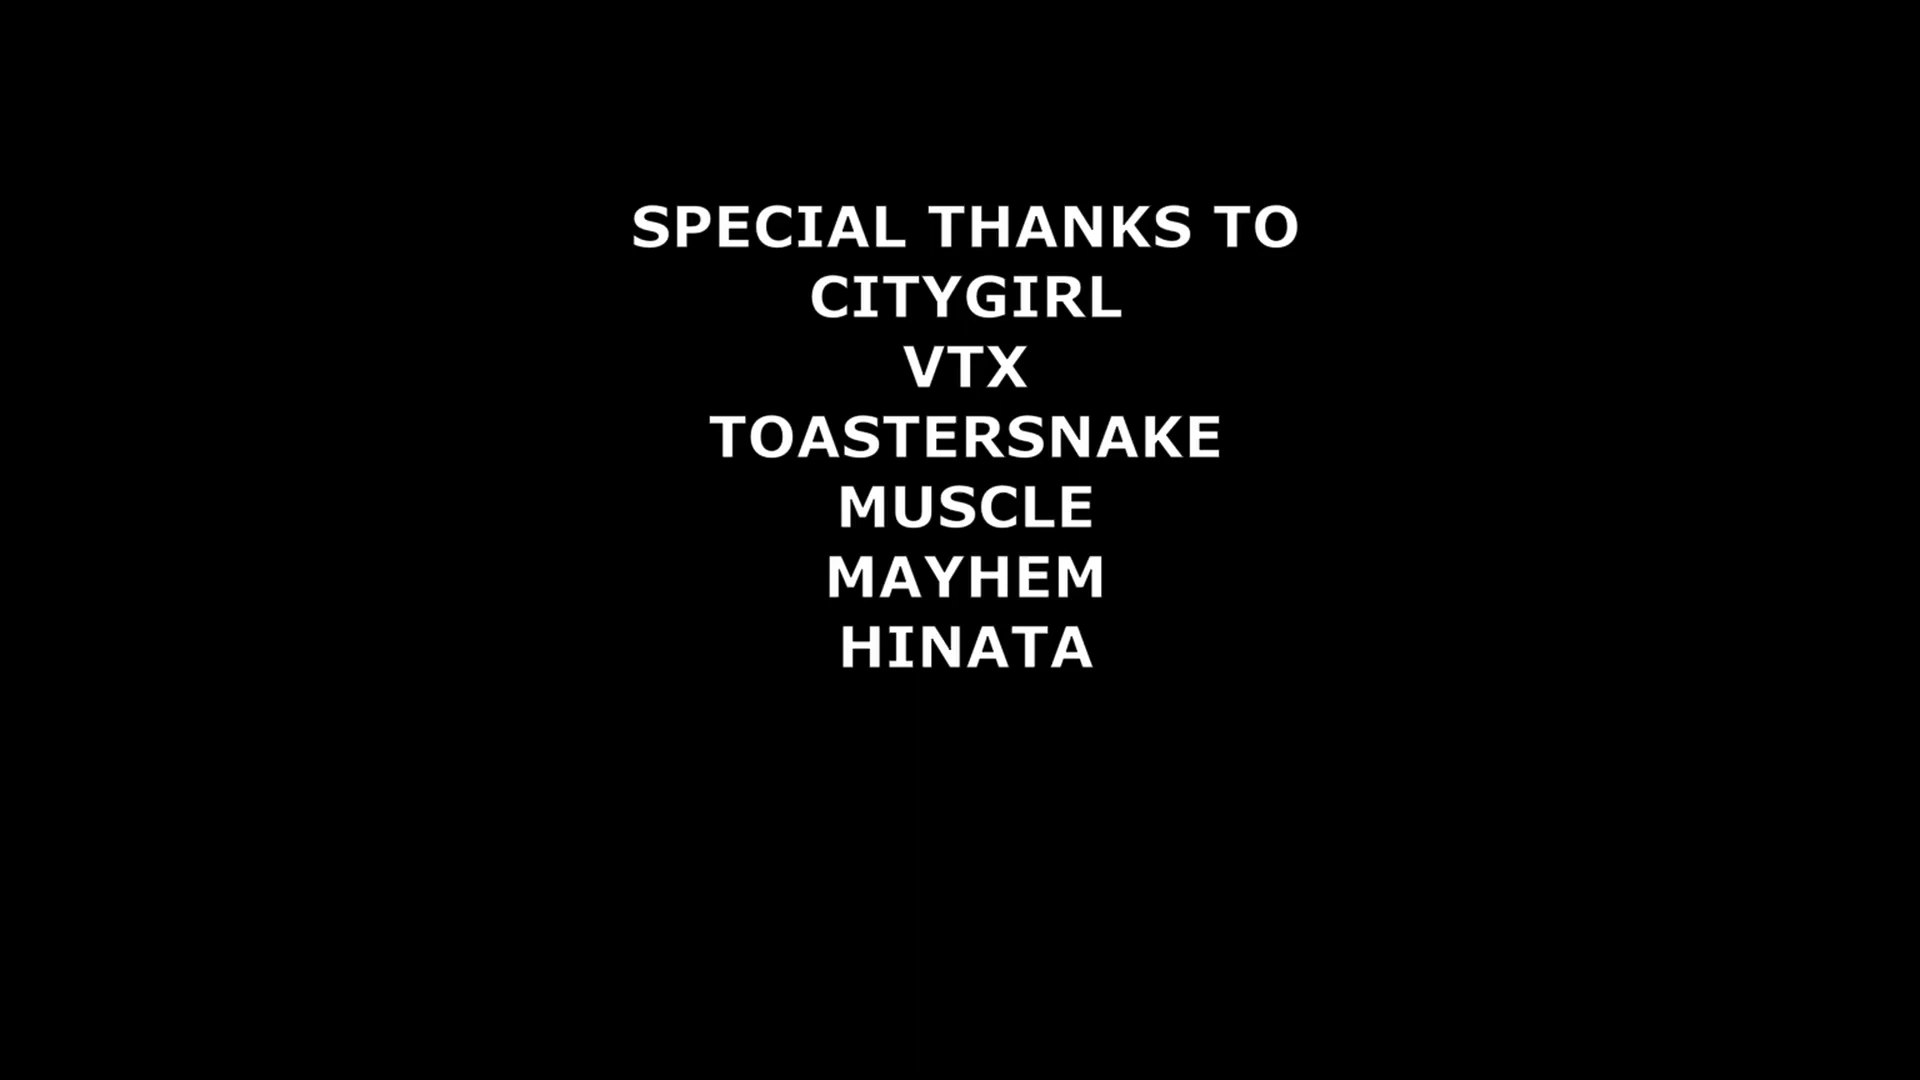 SPECIAL THANKS TO
CITYGIRL
VTX
TOASTERSNAKE
MUSCLE
MAYHEM
HINATA